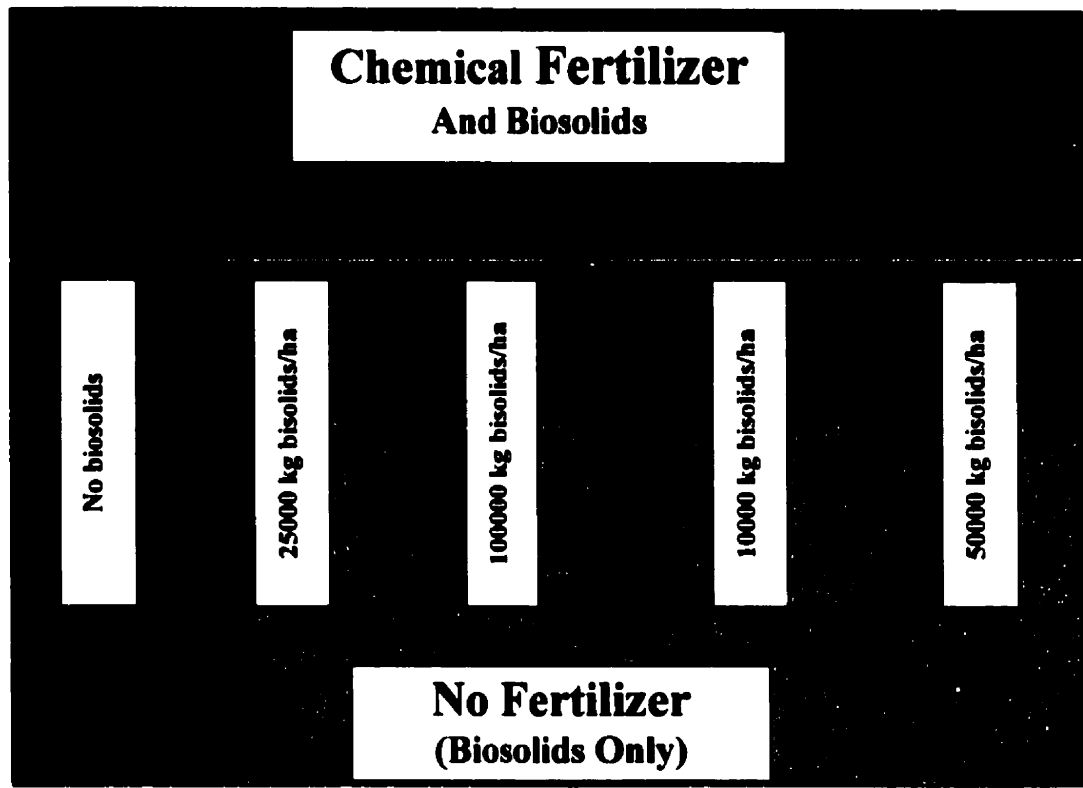 Chemical Fertilizer
And Biosolids
No biosolids
25000 kg bisolids/ha
100000 kg bisolids/ha
10000 kg bisolids/ha
50000 kg bisolids/ha
No Fertilizer
(Biosolids Only)